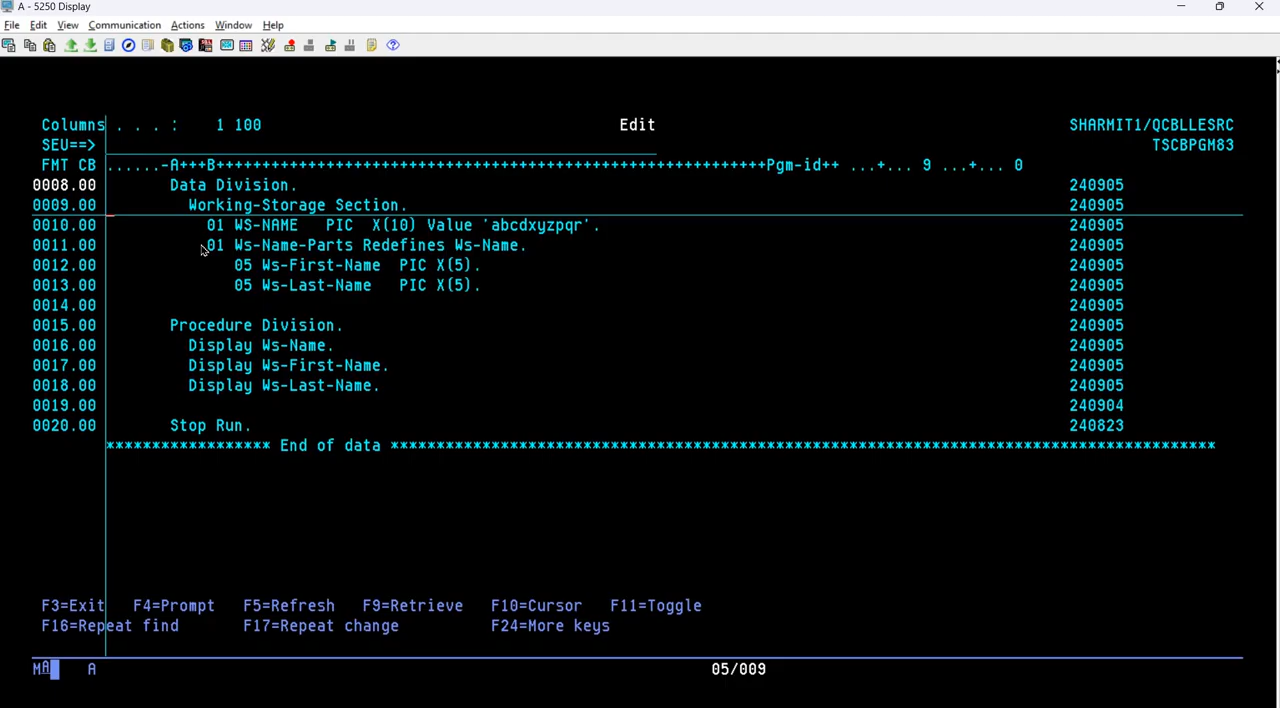 A - 5250 Display
File Edit View Communication Actions Window Help
Columns . . . : 1 100 Edit SHARMIT1/QCBLLESRC
SEU==> TSCBPGM83
FMT CB ......-A+++B++++++++++++++++++++++++++++++++++++++++++++++++++++++++++++Pgm-id++ ...+... 9 ...+... 0
0008.00 Data Division. 240905
0009.00 Working-Storage Section. 240905
0010.00 01 WS-NAME PIC X(10) Value 'abcdxyzpqr'. 240905
0011.00 01 Ws-Name-Parts Redefines Ws-Name. 240905
0012.00 05 Ws-First-Name PIC X(5). 240905
0013.00 05 Ws-Last-Name PIC X(5). 240905
0014.00 240905
0015.00 Procedure Division. 240905
0016.00 Display Ws-Name. 240905
0017.00 Display Ws-First-Name. 240905
0018.00 Display Ws-Last-Name. 240905
0019.00 240904
0020.00 Stop Run. 240823
****************** End of data ******************************************************************************************
F3=Exit F4=Prompt F5=Refresh F9=Retrieve F10=Cursor F11=Toggle
F16=Repeat find F17=Repeat change F24=More keys
MA A 05/009